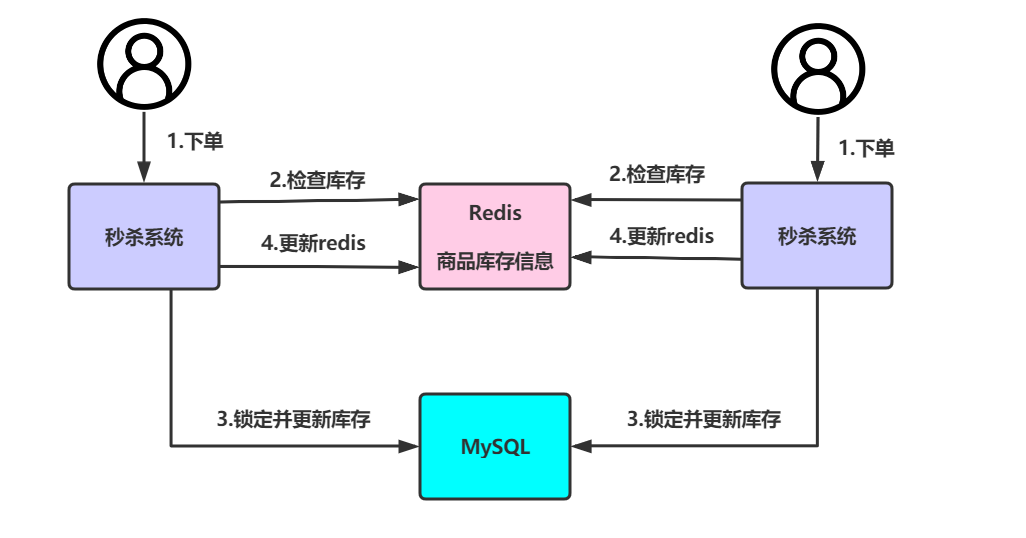 1.下单
1.下单
2.检查库存
2.检查库存
秒杀系统
4.更新redis
Redis
商品库存信息
4.更新redis
秒杀系统
3.锁定并更新库存
3.锁定并更新库存
MySQL